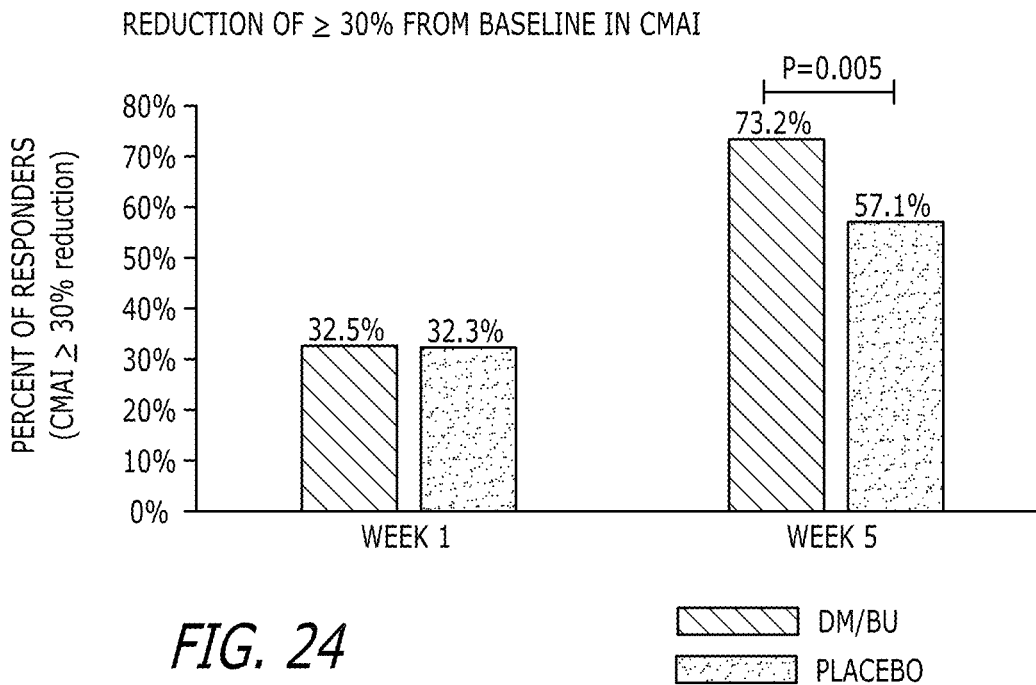 REDUCTION OF ≥ 30% FROM BASELINE IN CMAI
P=0.005
PERCENT OF RESPONDERS
(CMAI ≥ 30% reduction)
80%
70%
60%
50%
40%
30%
20%
10%
0%
32.5%
32.3%
73.2%
57.1%
WEEK 1
WEEK 5
FIG. 24
DM/BU
PLACEBO